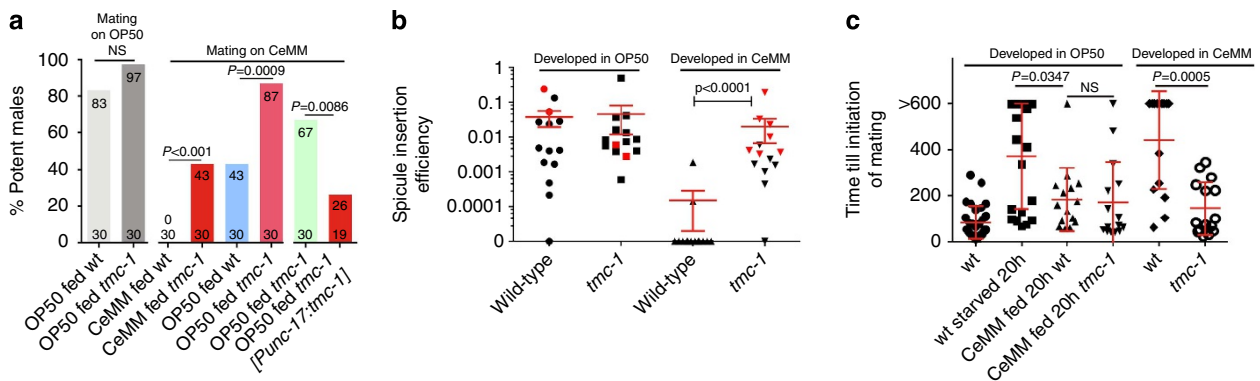 a
Mating
on OP50
NS
Mating on CeMM
P=0.0009
P=0.0086
P<0.001
% Potent males
100
80
60
40
20
0
83
97
0
43
43
87
67
26
30
30
30
30
30
30
30
19
OP50 fed wt
OP50 fed tmc-1
CeMM fed wt
CeMM fed tmc-1
OP50 fed wt
OP50 fed tmc-1
OP50 fed tmc-1
OP50 fed tmc-1
[Punc-17:tmc-1]
b
Developed in OP50
Developed in CeMM
p<0.0001
Spicule insertion
efficiency
1
0.1
0.01
0.001
0.0001
0
Wild-type
tmc-1
Wild-type
tmc-1
c
Developed in OP50
Developed in CeMM
P=0.0347
NS
P=0.0005
Time till initiation
of mating
>600
400
200
0
wt
wt starved 20h
CeMM fed 20h wt
CeMM fed 20h tmc-1
wt
tmc-1